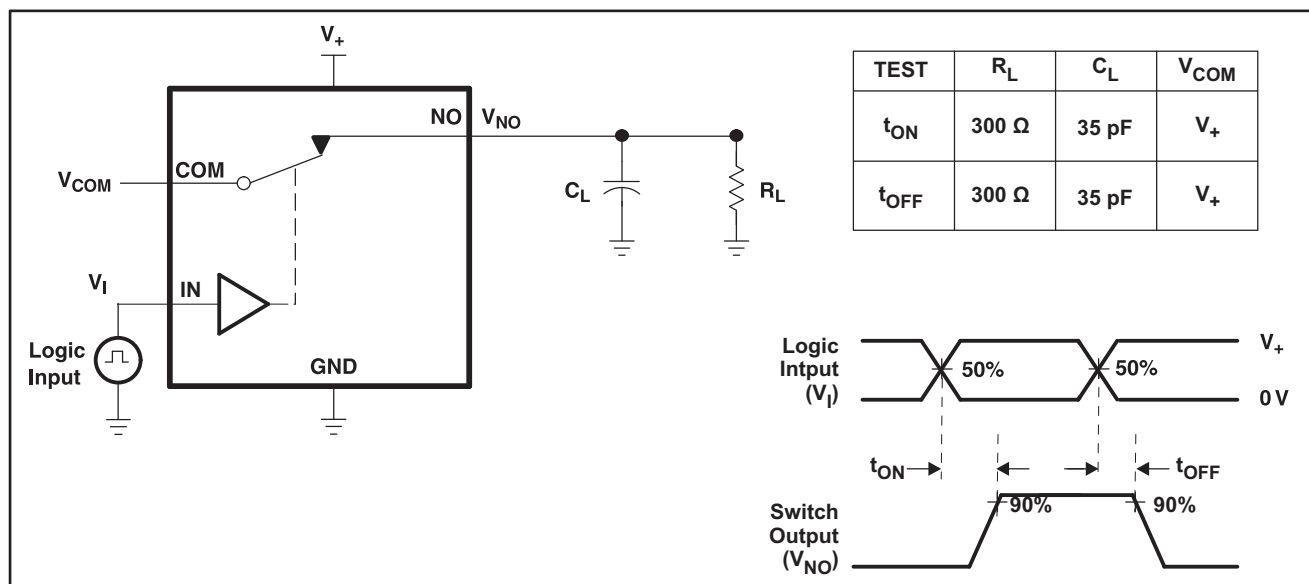 V+
NO
VNO
COM
VCOM
CL
RL
VI
IN
Logic
Input
GND
TEST RL CL VCOM
tON 300 Ω 35 pF V+
tOFF 300 Ω 35 pF V+
Logic
Intput
(VI)
50%
50%
V+
0 V
tON
tOFF
Switch
Output
(VNO)
90%
90%